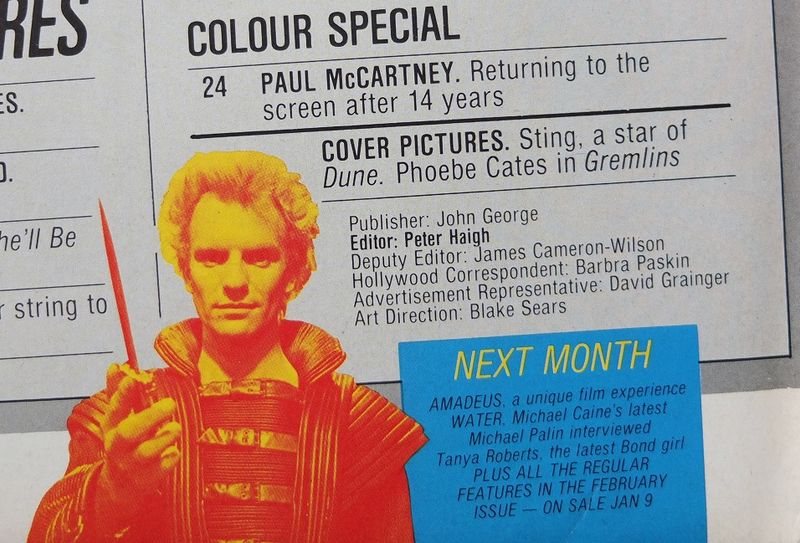 RES
ES.
D.
he'll Be
r string to
COLOUR SPECIAL
24 PAUL McCARTNEY. Returning to the
screen after 14 years
COVER PICTURES. Sting, a star of
Dune. Phoebe Cates in Gremlins
Publisher: John George
Editor: Peter Haigh
Deputy Editor: James Cameron-Wilson
Hollywood Correspondent: Barbra Paskin
Advertisement Representative: David Grainger
Art Direction: Blake Sears
NEXT MONTH
AMADEUS, a unique film experience
WATER, Michael Caine's latest
Michael Palin interviewed
Tanya Roberts, the latest Bond girl
PLUS ALL THE REGULAR
FEATURES IN THE FEBRUARY
ISSUE — ON SALE JAN 9